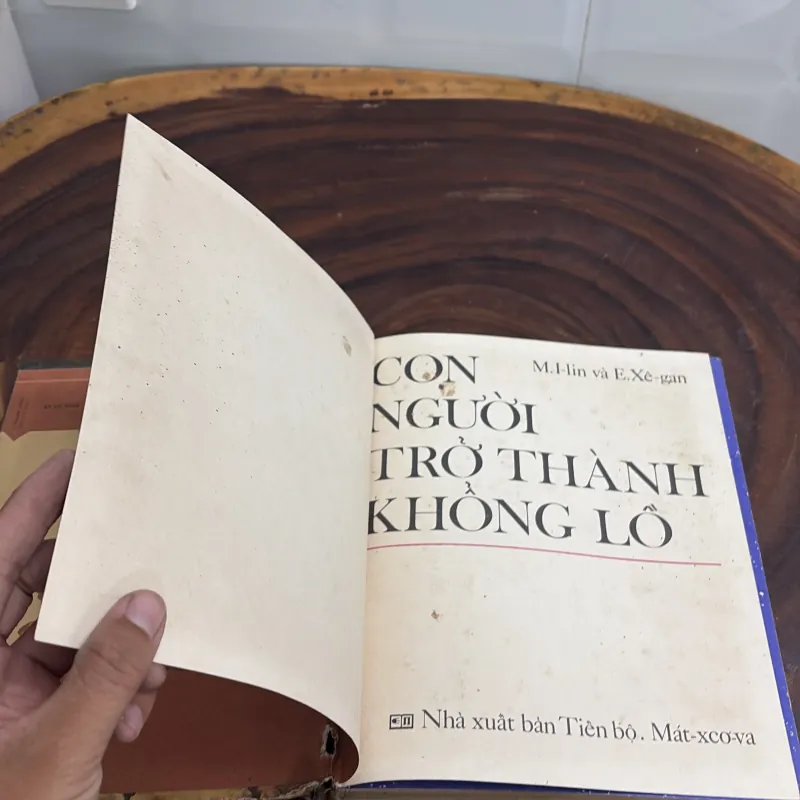 M.I-lin và E.Xê-gan
CON
NGƯỜI
TRỞ THÀNH
KHỔNG LỒ
Nhà xuất bản Tiến bộ. Mát-xcơ-va